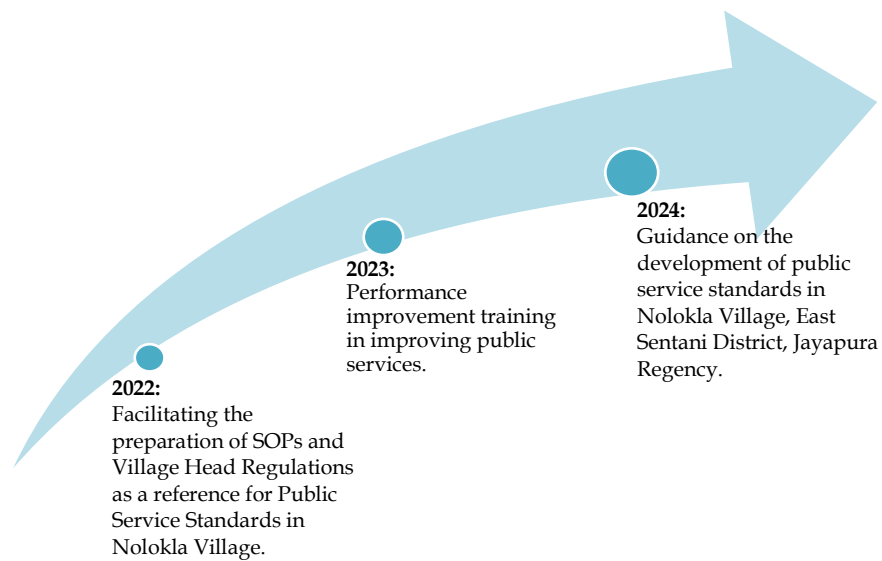 2022:
Facilitating the
preparation of SOPs and
Village Head Regulations
as a reference for Public
Service Standards in
Nolokla Village.
2023:
Performance
improvement training
in improving public
services.
2024:
Guidance on the
development of public
service standards in
Nolokla Village, East
Sentani District, Jayapura
Regency.